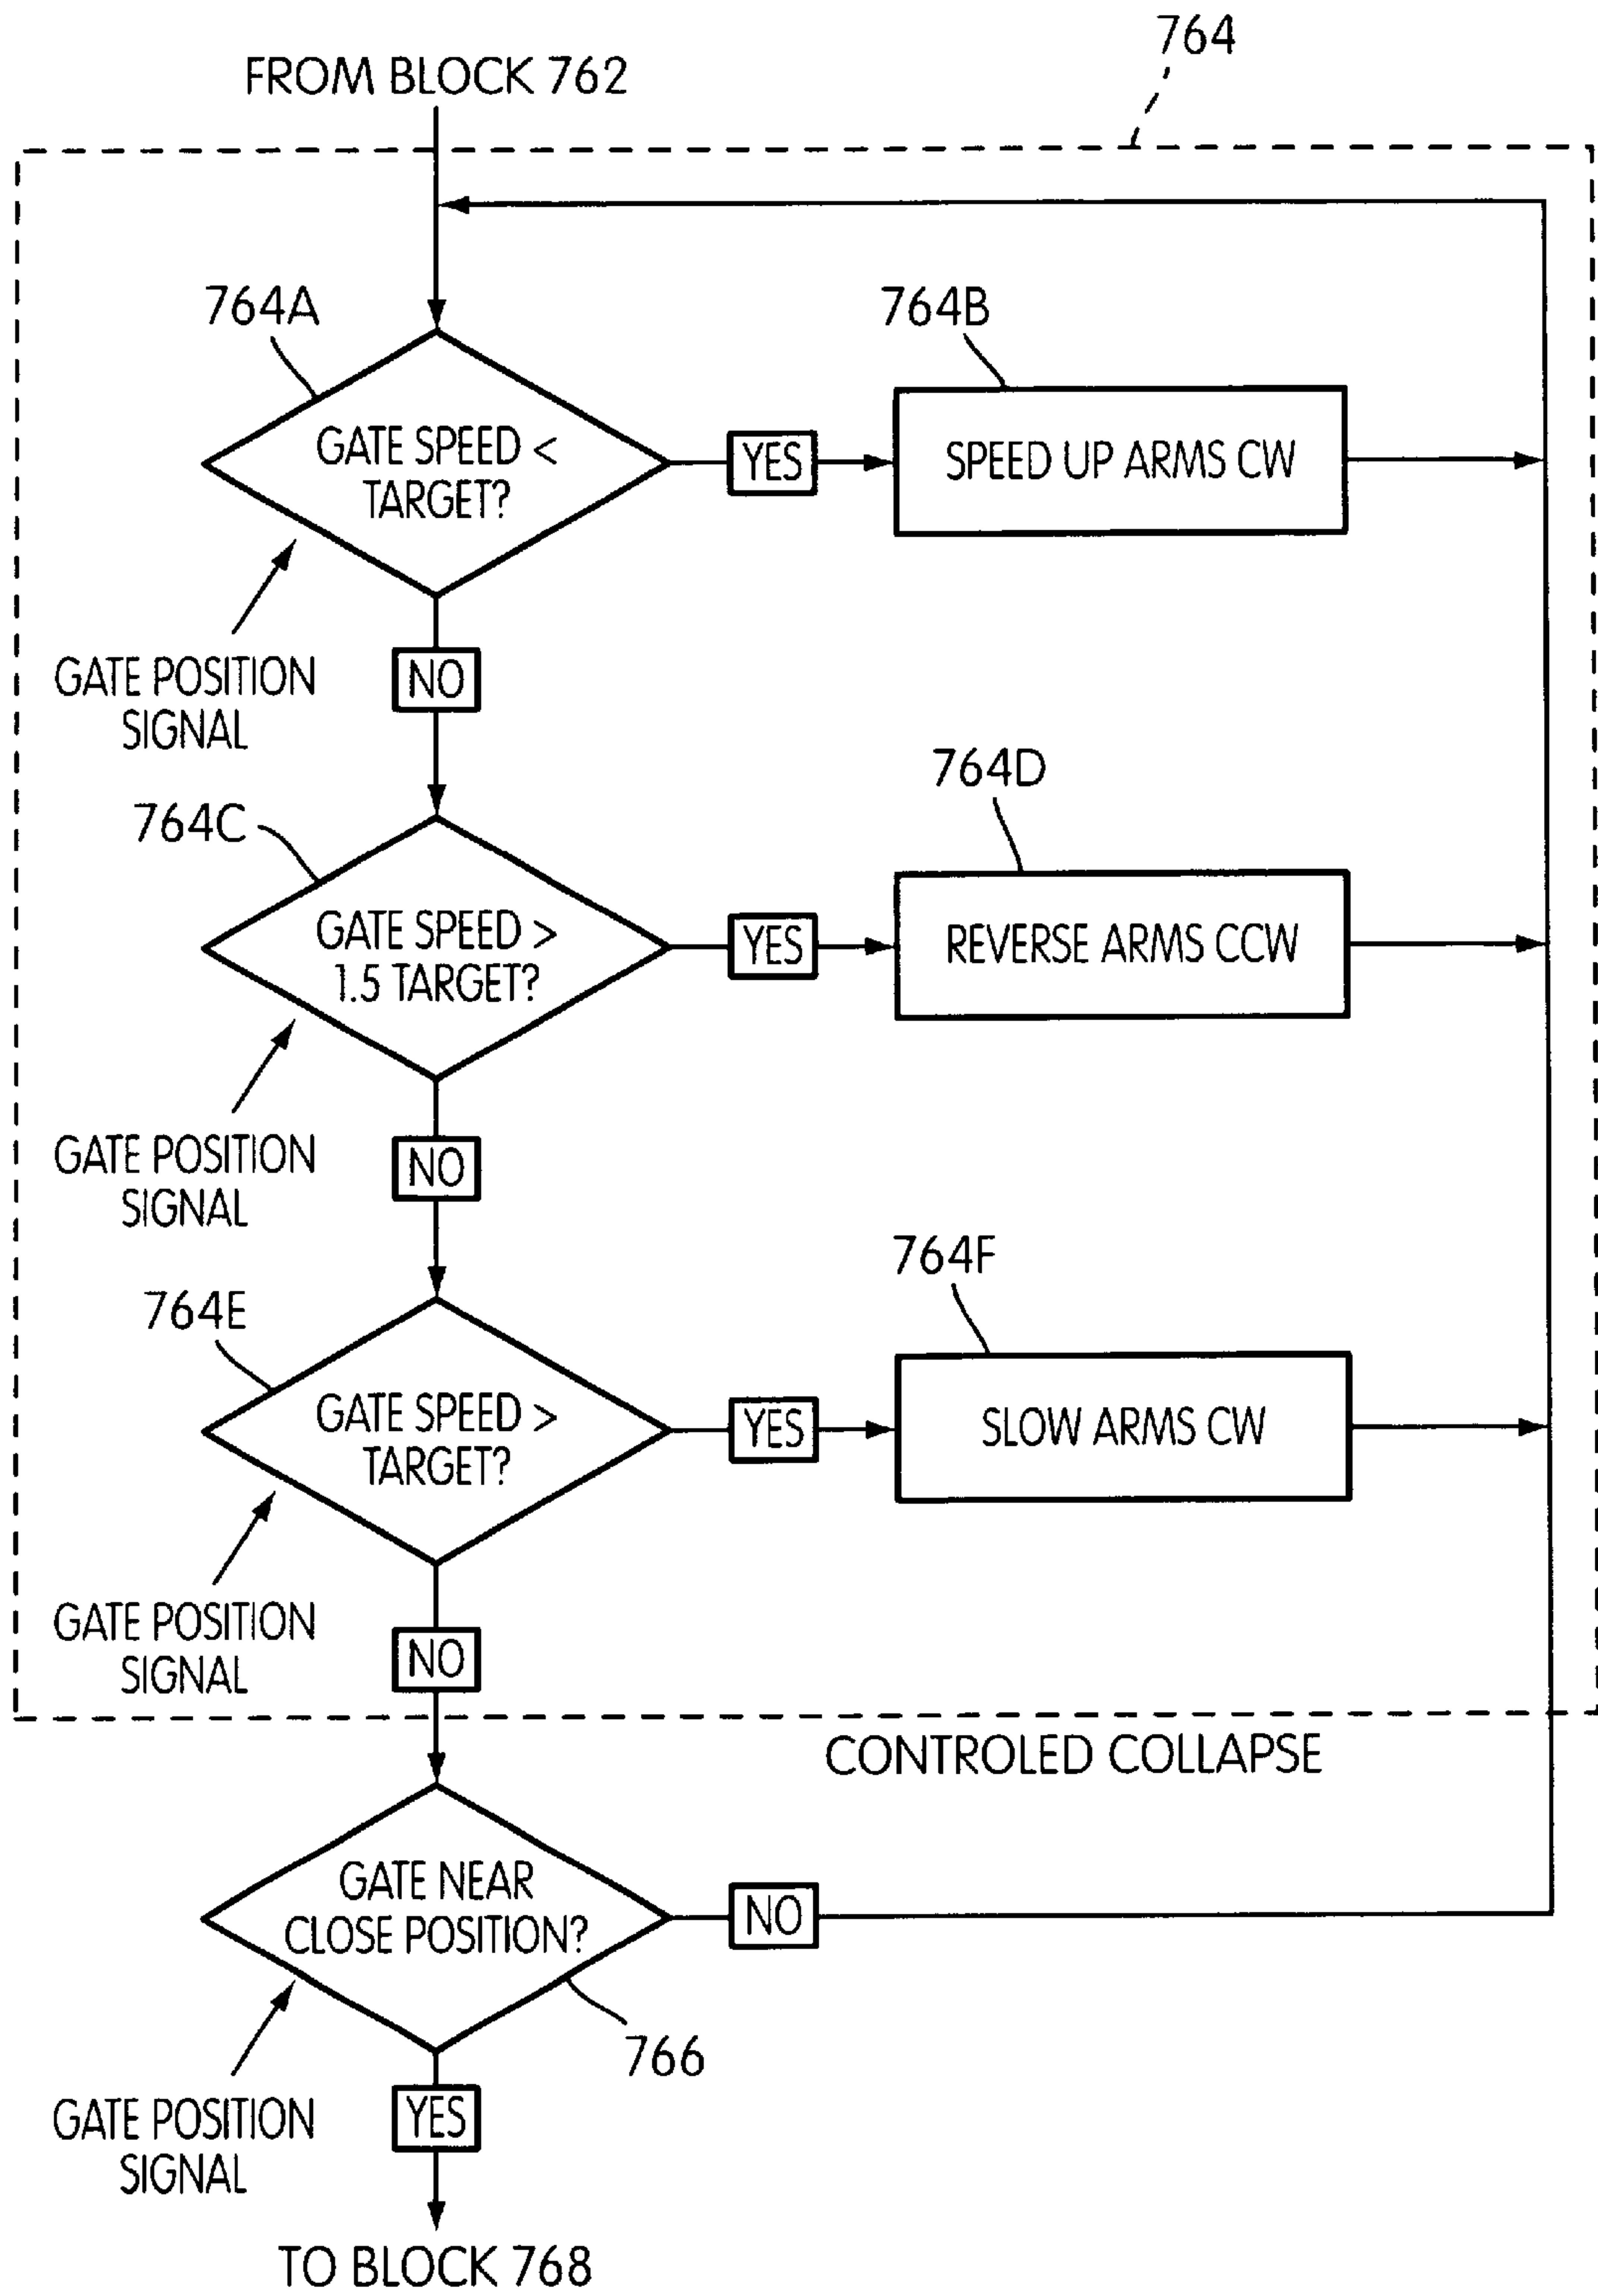 764
FROM BLOCK 762
764A
764B
GATE SPEED <
TARGET?
YES
SPEED UP ARMS CW
GATE POSITION
SIGNAL
NO
764C
764D
GATE SPEED >
1.5 TARGET?
YES
REVERSE ARMS CCW
GATE POSITION
SIGNAL
NO
764E
764F
GATE SPEED >
TARGET?
YES
SLOW ARMS CW
GATE POSITION
SIGNAL
NO
CONTROLED COLLAPSE
GATE NEAR
CLOSE POSITION?
NO
766
GATE POSITION
SIGNAL
YES
TO BLOCK 768